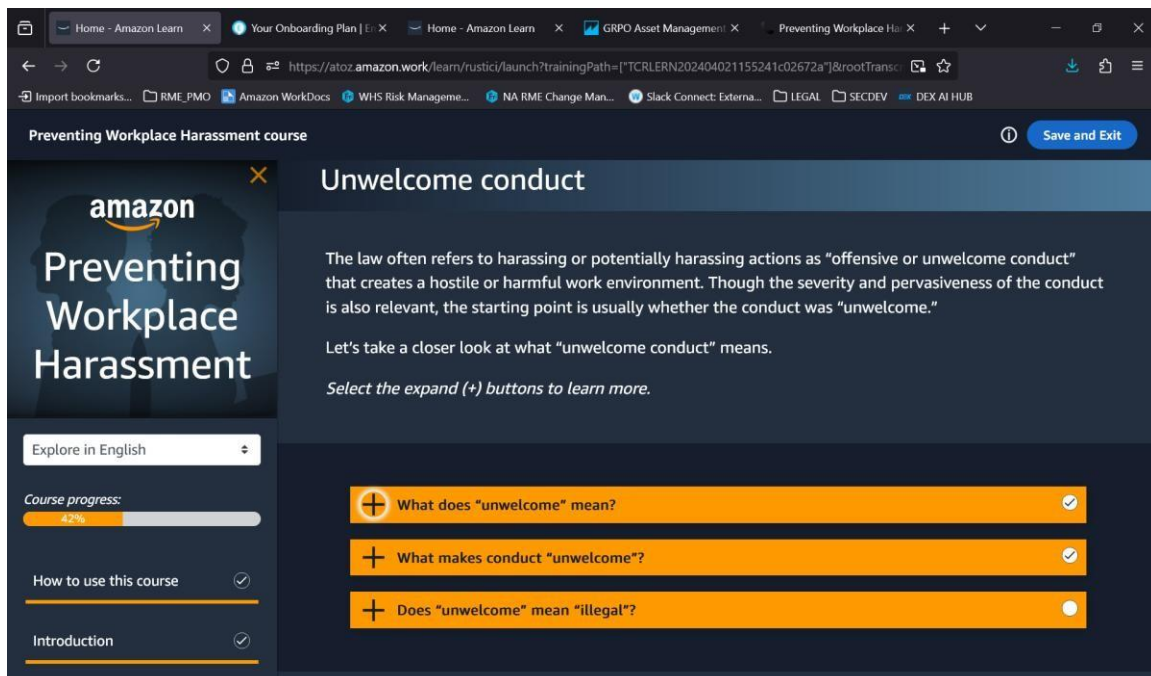 Home - Amazon Learn
Your Onboarding Plan | En
Home - Amazon Learn
GRPO Asset Management
Preventing Workplace Ha
https://atoz.amazon.work/learn/rustici/launch?trainingPath=["TCRLERN202404021155241c02672a"]&rootTranscr
Import bookmarks... RME_PMO Amazon WorkDocs WHS Risk Manageme... NA RME Change Man... Slack Connect: Externa... LEGAL SECDEV DEX AI HUB
Preventing Workplace Harassment course
Save and Exit
amazon
Preventing
Workplace
Harassment
Explore in English
Course progress:
42%
How to use this course
Introduction
Unwelcome conduct
The law often refers to harassing or potentially harassing actions as “offensive or unwelcome conduct”
that creates a hostile or harmful work environment. Though the severity and pervasiveness of the conduct
is also relevant, the starting point is usually whether the conduct was “unwelcome.”
Let’s take a closer look at what “unwelcome conduct” means.
Select the expand (+) buttons to learn more.
What does “unwelcome” mean?
What makes conduct “unwelcome”?
Does “unwelcome” mean “illegal”?